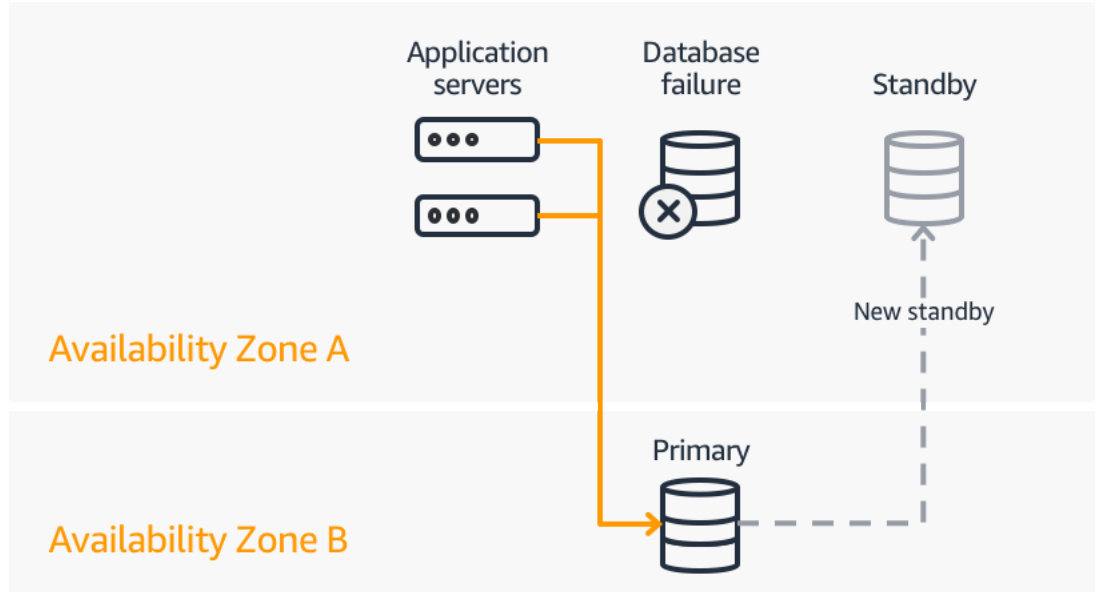 Application
servers
Database
failure
Standby
New standby
Availability Zone A
Primary
Availability Zone B